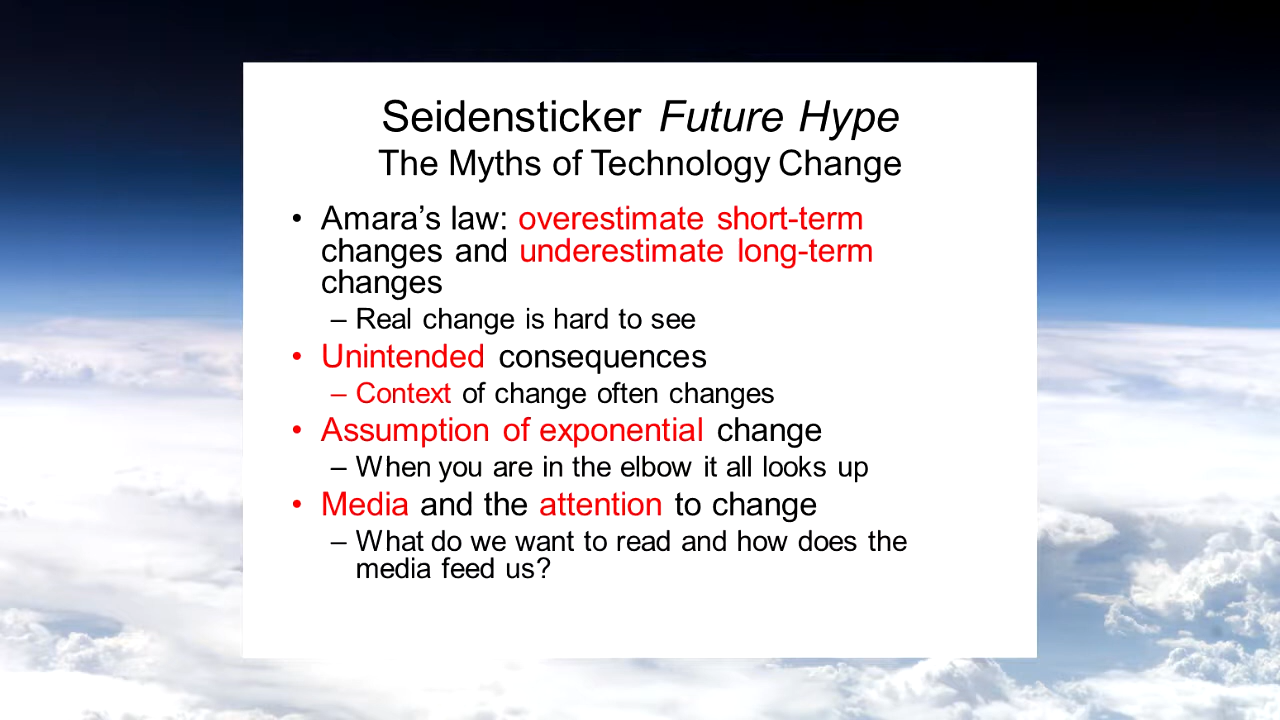 Seidensticker Future Hype
The Myths of Technology Change
• Amara’s law: overestimate short-term
changes and underestimate long-term
changes
– Real change is hard to see
• Unintended consequences
– Context of change often changes
• Assumption of exponential change
– When you are in the elbow it all looks up
• Media and the attention to change
– What do we want to read and how does the
media feed us?